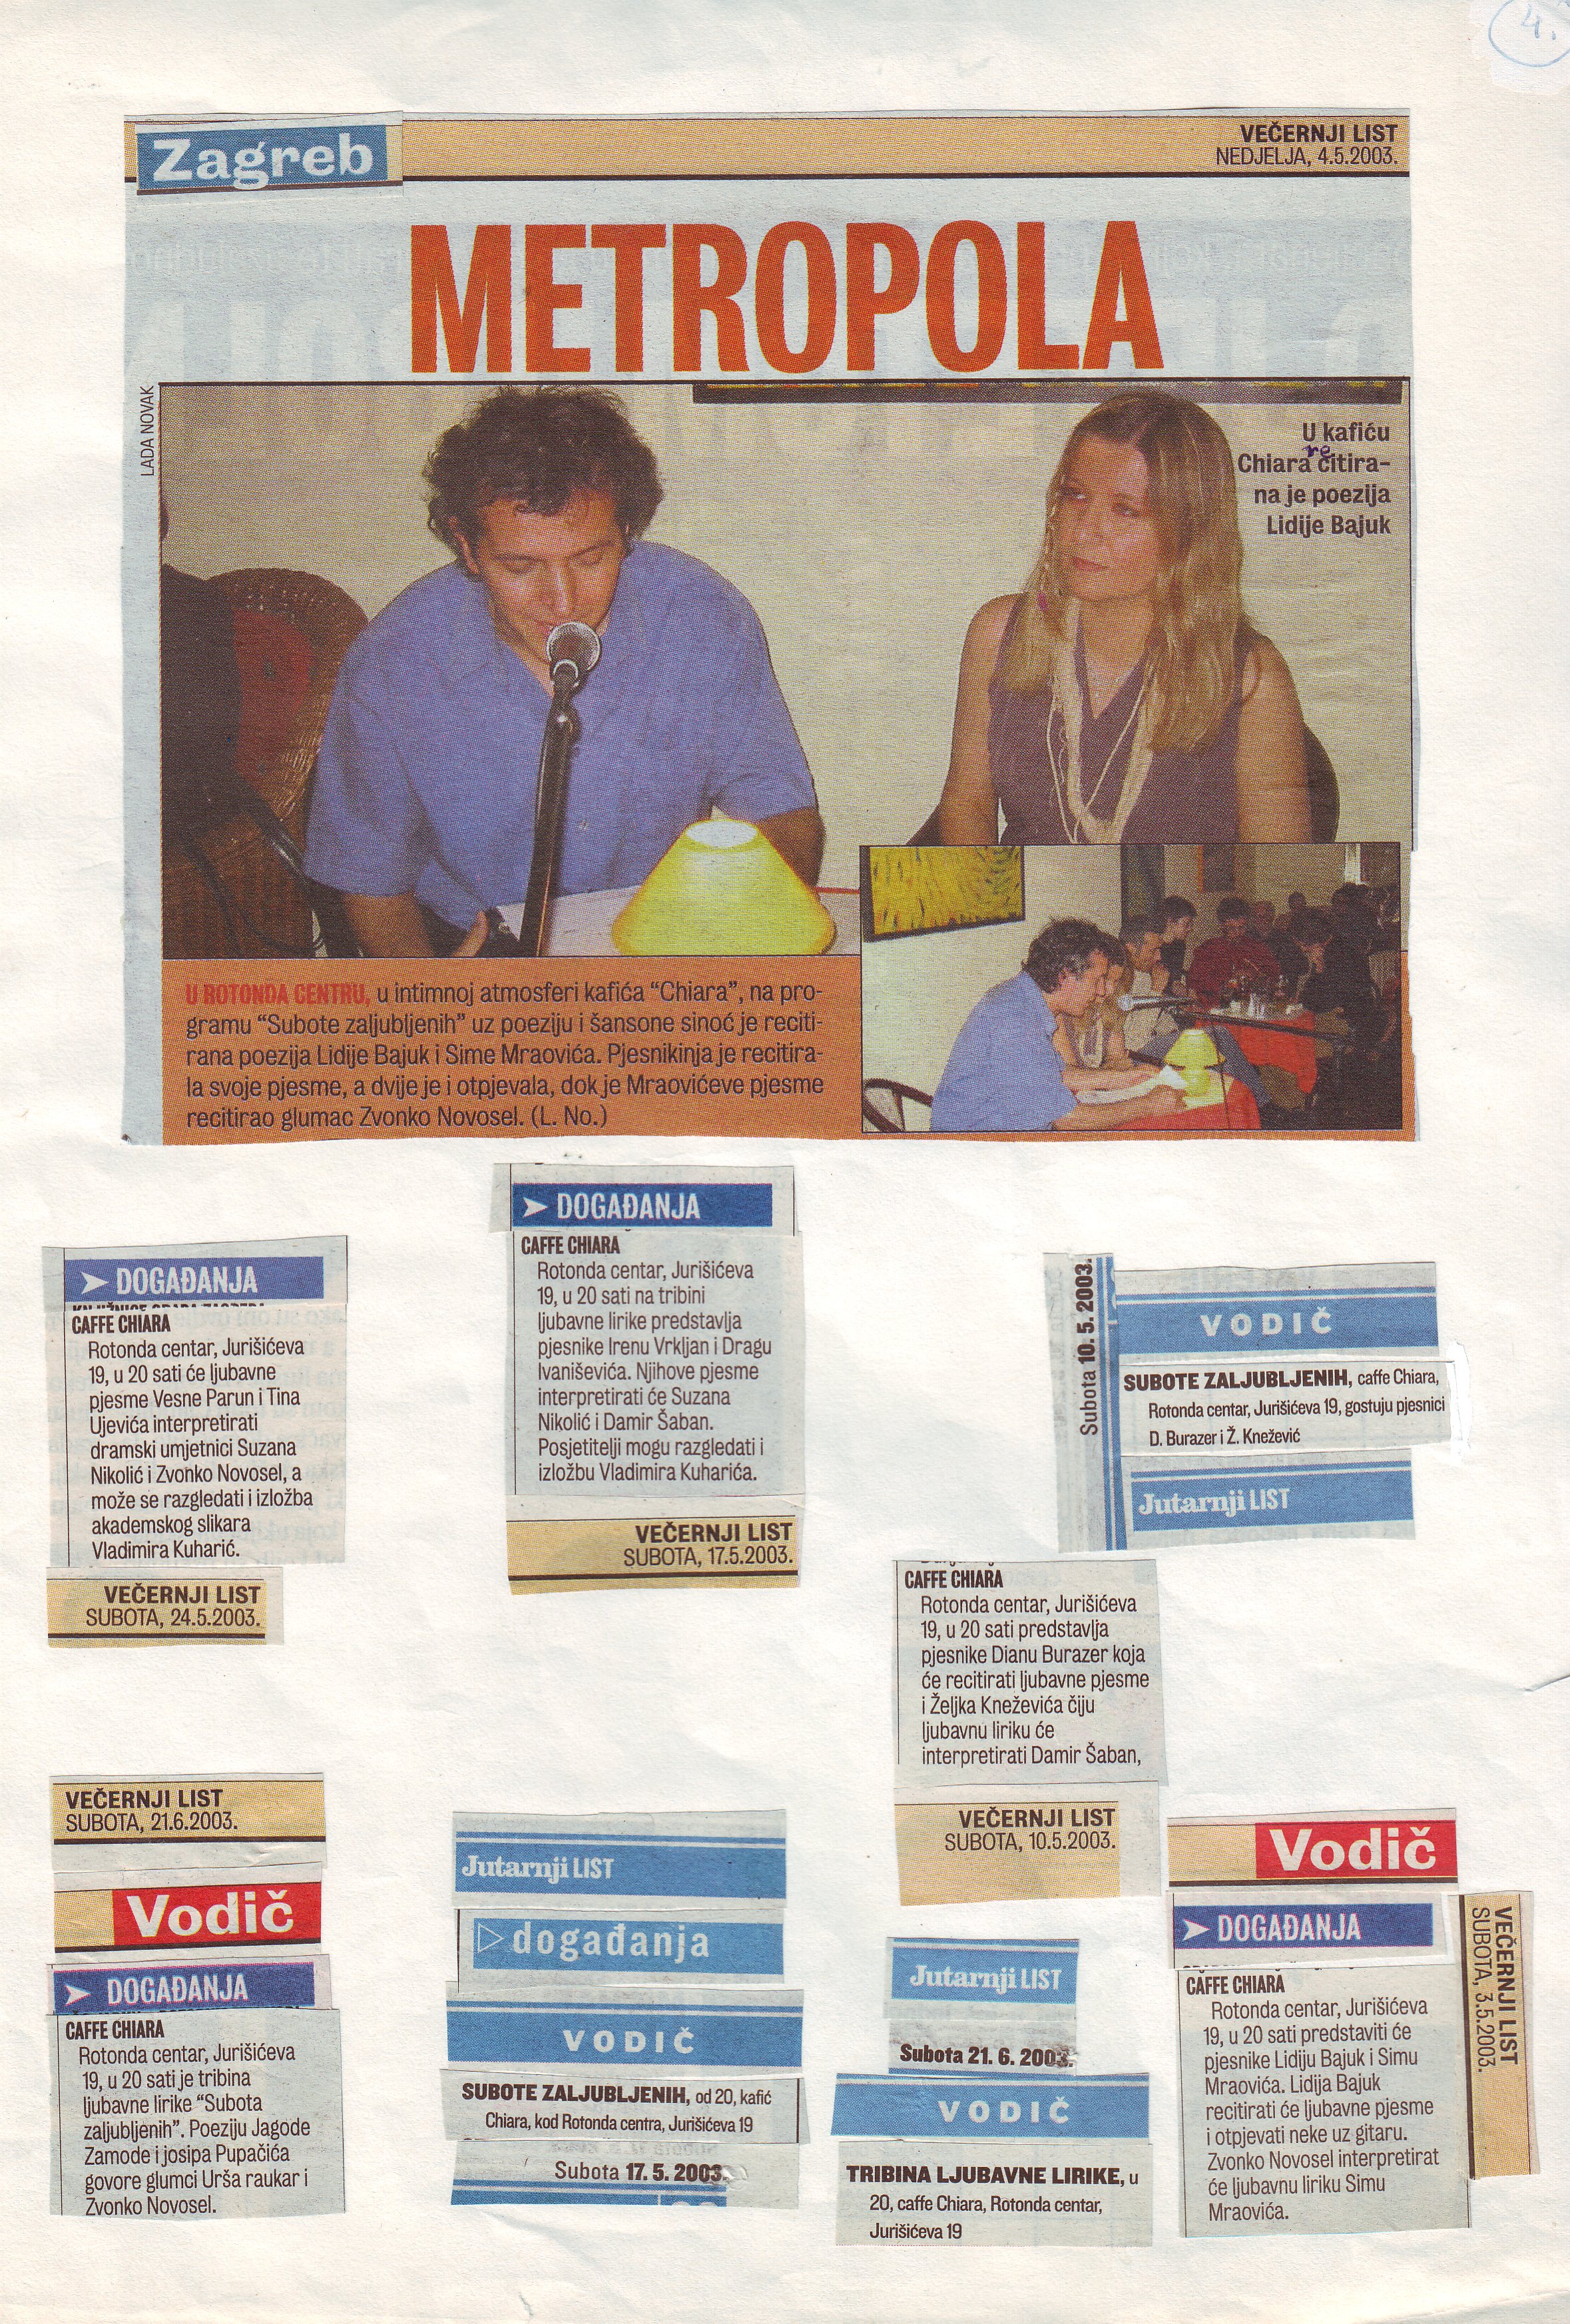 4.
Zagreb
VEČERNJI LIST
NEDJELJA, 4.5.2003.
METROPOLA
LADA NOVAK
U kafiću
re
Chiara citira-
na je poezija
Lidije Bajuk
U ROTONDA CENTRU, u intimnoj atmosferi kafića “Chiara”, na pro-
gramu “Subote zaljubljenih” uz poeziju i šansone sinoć je reciti-
rana poezija Lidije Bajuk i Sime Mraovića. Pjesnikinja je recitira-
la svoje pjesme, a dvije je i otpjevala, dok je Mraovićeve pjesme
recitirao glumac Zvonko Novosel. (L. No.)
➤ DOGAĐANJA
CAFFE CHIARA
Rotonda centar, Jurišićeva
19, u 20 sati će ljubavne
pjesme Vesne Parun i Tina
Ujevića interpretirati
dramski umjetnici Suzana
Nikolić i Zvonko Novosel, a
može se razgledati i izložba
akademskog slikara
Vladimira Kuharić.
VEČERNJI LIST
SUBOTA, 24.5.2003.
➤ DOGAĐANJA
CAFFE CHIARA
Rotonda centar, Jurišićeva
19, u 20 sati na tribini
ljubavne lirike predstavlja
pjesnike Irenu Vrkljan i Dragu
Ivaniševića. Njihove pjesme
interpretirati će Suzana
Nikolić i Damir Šaban.
Posjetitelji mogu razgledati i
izložbu Vladimira Kuharića.
VEČERNJI LIST
SUBOTA, 17.5.2003.
Subota 10. 5. 2003.
VODIČ
SUBOTE ZALJUBLJENIH, caffe Chiara,
Rotonda centar, Jurišićeva 19, gostuju pjesnici
D. Burazer i Ž. Knežević
Jutarnji LIST
CAFFE CHIARA
Rotonda centar, Jurišićeva
19, u 20 sati predstavlja
pjesnike Dianu Burazer koja
će recitirati ljubavne pjesme
i Željka Kneževića čiju
ljubavnu liriku će
interpretirati Damir Šaban,
VEČERNJI LIST
SUBOTA, 10.5.2003.
VEČERNJI LIST
SUBOTA, 21.6.2003.
Vodič
➤ DOGAĐANJA
CAFFE CHIARA
Rotonda centar, Jurišićeva
19, u 20 sati je tribina
ljubavne lirike “Subota
zaljubljenih”. Poeziju Jagode
Zamode i josipa Pupačića
govore glumci Urša raukar i
Zvonko Novosel.
Jutarnji LIST
▷ događanja
VODIČ
SUBOTE ZALJUBLJENIH, od 20, kafić
Chiara, kod Rotonda centra, Jurišićeva 19
Subota 17. 5. 2003.
Jutarnji LIST
Subota 21. 6. 2003.
VODIČ
TRIBINA LJUBAVNE LIRIKE, u
20, caffe Chiara, Rotonda centar,
Jurišićeva 19
Vodič
➤ DOGAĐANJA
VEČERNJI LIST
SUBOTA, 3.5.2003.
CAFFE CHIARA
Rotonda centar, Jurišićeva
19, u 20 sati predstaviti će
pjesnike Lidiju Bajuk i Simu
Mraovića. Lidija Bajuk
recitirati će ljubavne pjesme
i otpjevati neke uz gitaru.
Zvonko Novosel interpretirat
će ljubavnu liriku Simu
Mraovića.